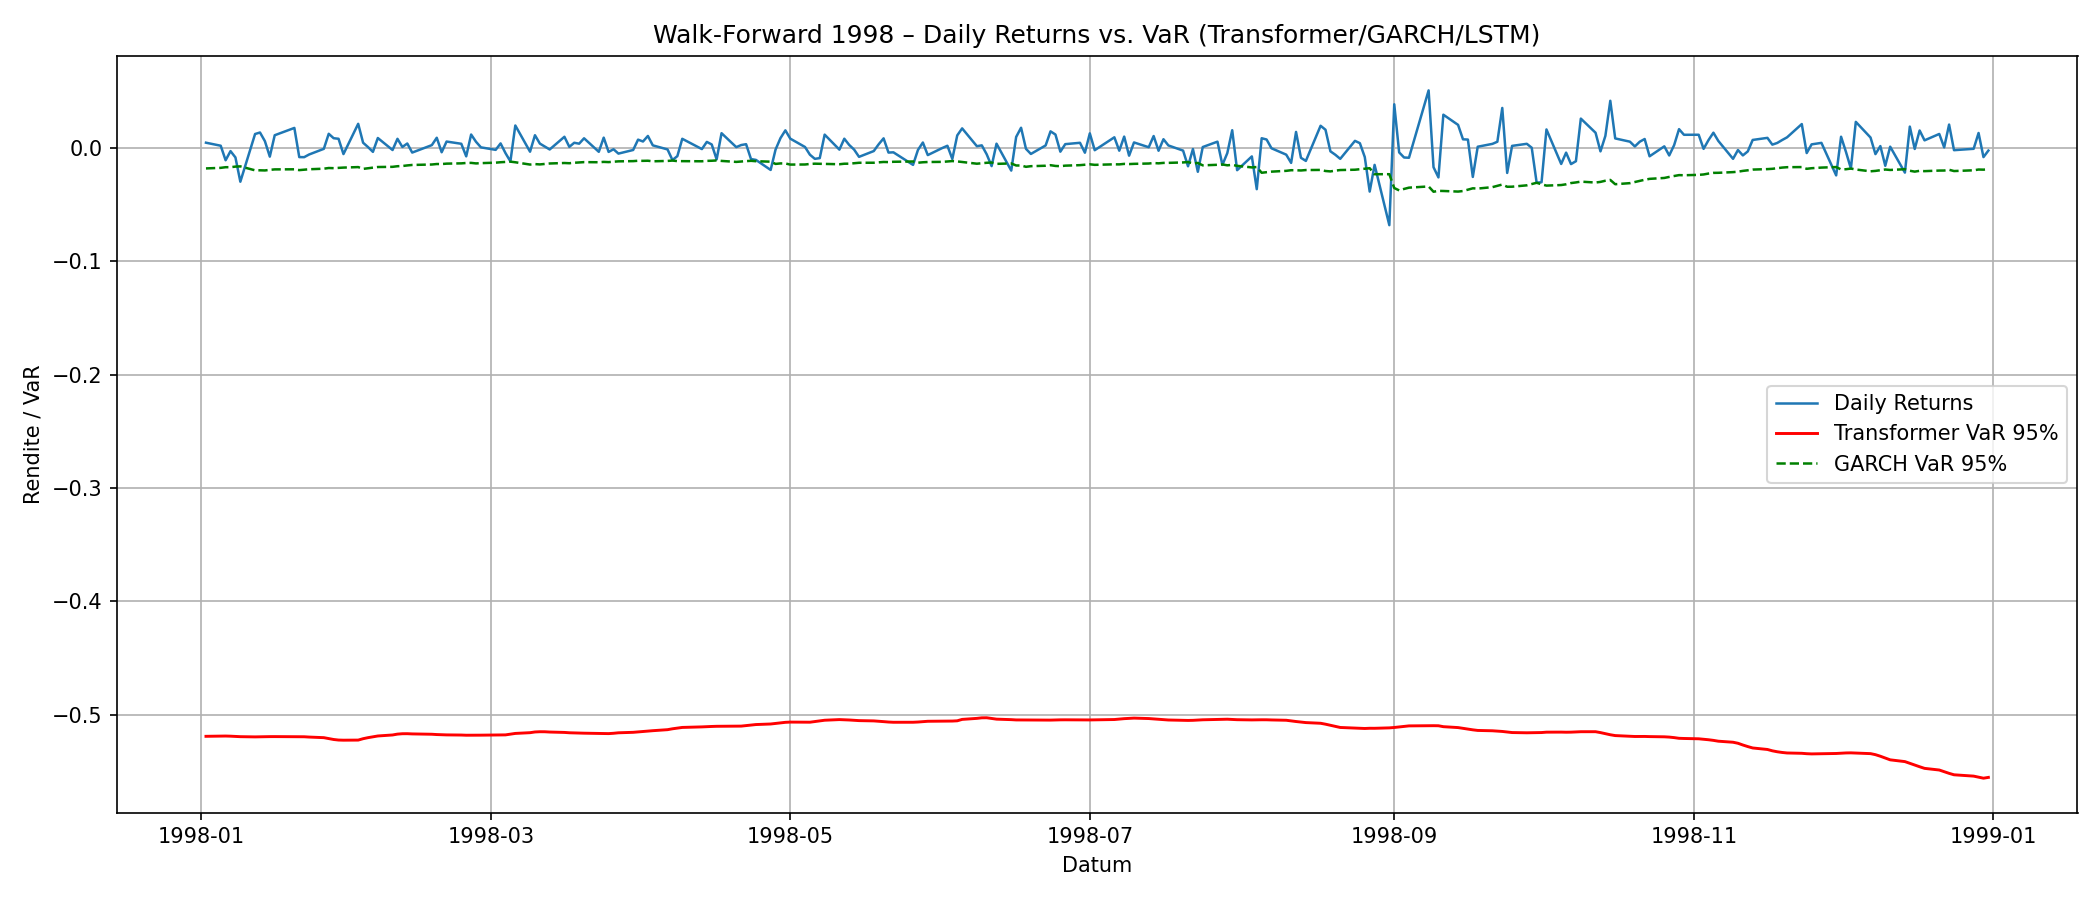 Walk-Forward 1998 – Daily Returns vs. VaR (Transformer/GARCH/LSTM)
Rendite / VaR
0.0
−0.1
−0.2
−0.3
−0.4
−0.5
Daily Returns
Transformer VaR 95%
GARCH VaR 95%
1998-01 1998-03 1998-05 1998-07 1998-09 1998-11 1999-01
Datum